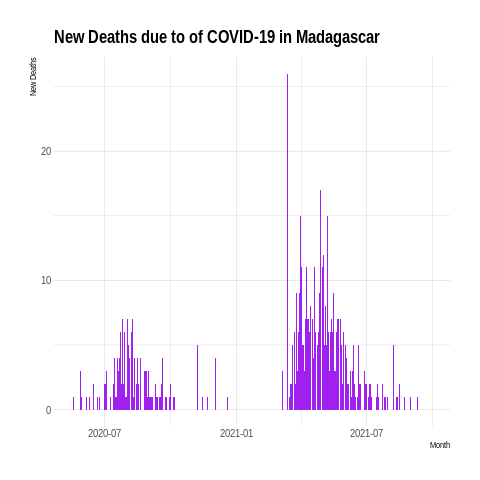 New Deaths due to of COVID-19 in Madagascar
New Deaths
20
10
0
2020-07 2021-01 2021-07
Month